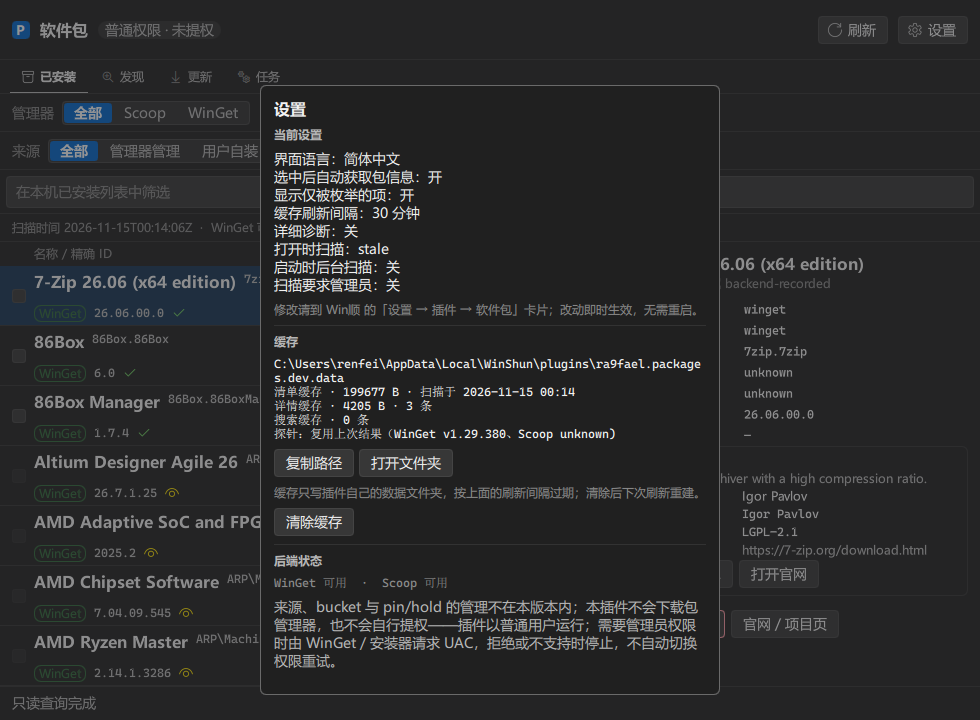 P 软件包 普通权限 · 未提权 刷新 设置
已安装 发现 更新 任务
管理器 全部 Scoop WinGet
来源 全部 管理器管理 用户自装
在本机已安装列表中筛选
扫描时间 2026-11-15T00:14:06Z · WinGet
名称 / 精确 ID
7-Zip 26.06 (x64 edition) 7z
WinGet 26.06.00.0
86Box 86Box.86Box
WinGet 6.0
86Box Manager 86Box.86BoxMa
WinGet 1.7.4
Altium Designer Agile 26 AR
WinGet 26.7.1.25
AMD Adaptive SoC and FPG
WinGet 2025.2
AMD Chipset Software ARP\M
WinGet 7.04.09.545
AMD Ryzen Master ARP\Machi
WinGet 2.14.1.3286
只读查询完成
设置
当前设置
界面语言：简体中文
选中后自动获取包信息：开
显示仅被枚举的项：开
缓存刷新间隔：30 分钟
详细诊断：关
打开时扫描：stale
启动时后台扫描：关
扫描要求管理员：关
修改请到 Win顺 的「设置 → 插件 → 软件包」卡片；改动即时生效，无需重启。
缓存
C:\Users\renfei\AppData\Local\WinShun\plugins\ra9fael.package
s.dev.data
清单缓存 · 199677 B · 扫描于 2026-11-15 00:14
详情缓存 · 4205 B · 3 条
搜索缓存 · 0 条
探针：复用上次结果（WinGet v1.29.380、Scoop unknown）
复制路径 打开文件夹
缓存只写插件自己的数据文件夹，按上面的刷新间隔过期；清除后下次刷新重建。
清除缓存
后端状态
WinGet 可用 · Scoop 可用
来源、bucket 与 pin/hold 的管理不在本版本内；本插件不会下载包
管理器，也不会自行提权——插件以普通用户运行；需要管理员权限
时由 WinGet / 安装器请求 UAC，拒绝或不支持时停止，不自动切换
权限重试。
6.06 (x64 edition)
backend-recorded
winget
winget
7zip.7zip
unknown
unknown
26.06.00.0
—
hiver with a high compression ratio.
Igor Pavlov
Igor Pavlov
LGPL-2.1
https://7-zip.org/download.html
打开官网
官网 / 项目页